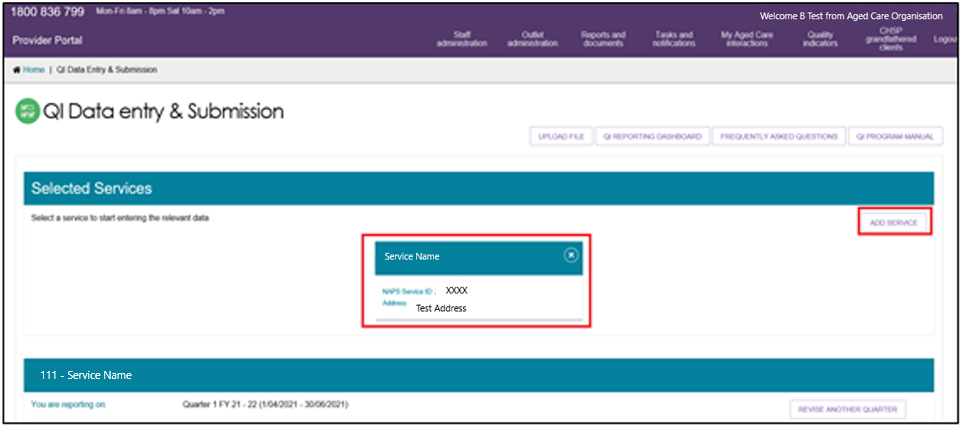 1800 836 799 Mon-Fri 8am - 8pm Sat 10am - 2pm
Welcome B Test from Aged Care Organisation
Provider Portal
Staff administration
Outlet administration
Reports and documents
Tasks and notifications
My Aged Care interactions
Quality indicators
CHSP grandfathered clients
Logou
Home | QI Data Entry & Submission
QI Data entry & Submission
UPLOAD FILE
QI REPORTING DASHBOARD
FREQUENTLY ASKED QUESTIONS
QI PROGRAM MANUAL
Selected Services
Select a service to start entering the relevant data
ADD SERVICE
Service Name
NAPS Service ID : XXXX
Address: Test Address
111 - Service Name
You are reporting on: Quarter 1 FY 21 - 22 (1/04/2021 - 30/06/2021)
REVISE ANOTHER QUARTER